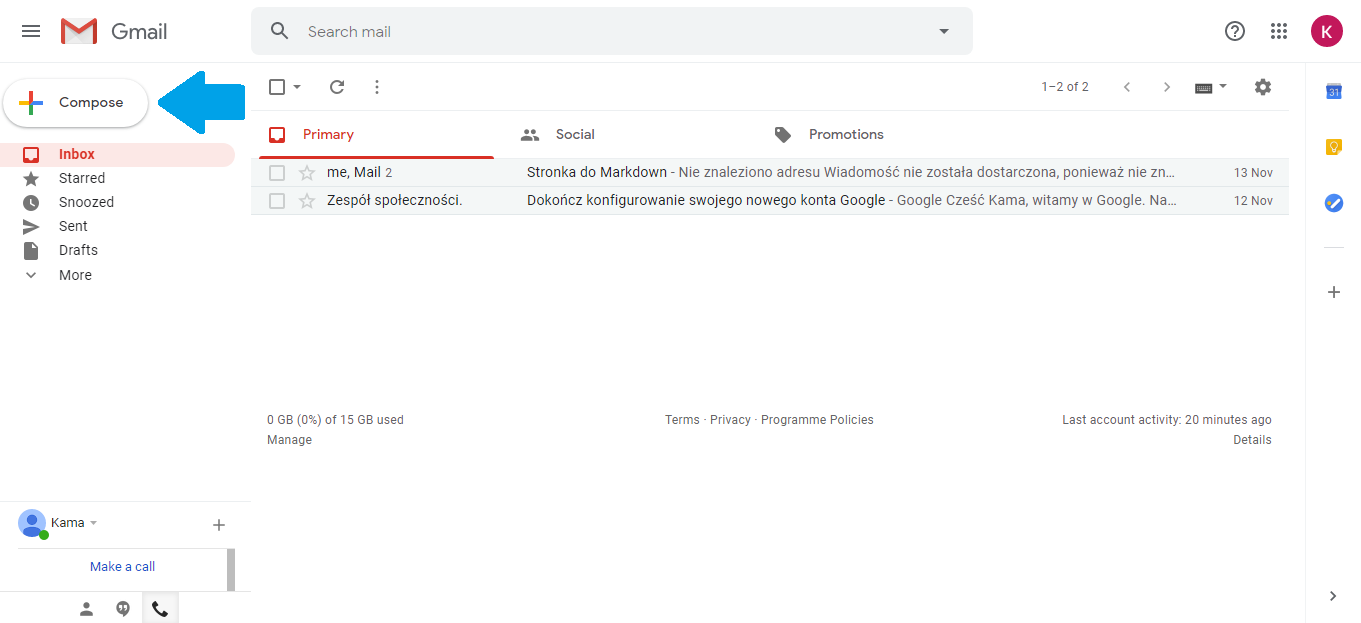 Gmail
Search mail
K
Compose
1–2 of 2
31
Primary
Social
Promotions
Inbox
Starred
Snoozed
Sent
Drafts
More
me, Mail 2 Stronka do Markdown - Nie znaleziono adresu Wiadomość nie została dostarczona, ponieważ nie zn… 13 Nov
Zespół społeczności. Dokończ konfigurowanie swojego nowego konta Google - Google Cześć Kama, witamy w Google. Na… 12 Nov
0 GB (0%) of 15 GB used
Manage
Terms · Privacy · Programme Policies
Last account activity: 20 minutes ago
Details
Kama
Make a call